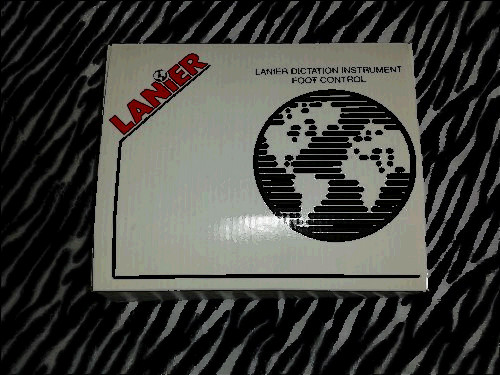 LANIER
LANIER DICTATION INSTRUMENT
FOOT CONTROL